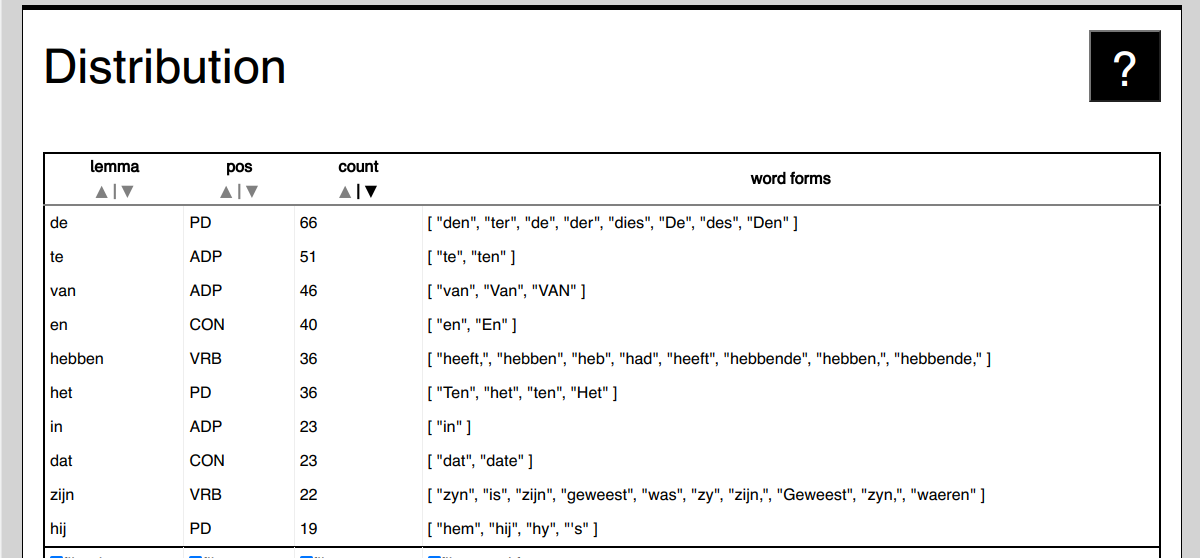 Distribution
?
lemma pos count word forms
▲|▼ ▲|▼ ▲|▼
de PD 66 [ "den", "ter", "de", "der", "dies", "De", "des", "Den" ]
te ADP 51 [ "te", "ten" ]
van ADP 46 [ "van", "Van", "VAN" ]
en CON 40 [ "en", "En" ]
hebben VRB 36 [ "heeft,", "hebben", "heb", "had", "heeft", "hebbende", "hebben,", "hebbende," ]
het PD 36 [ "Ten", "het", "ten", "Het" ]
in ADP 23 [ "in" ]
dat CON 23 [ "dat", "date" ]
zijn VRB 22 [ "zyn", "is", "zijn", "geweest", "was", "zy", "zijn,", "Geweest", "zyn,", "waeren" ]
hij PD 19 [ "hem", "hij", "hy", "'s" ]